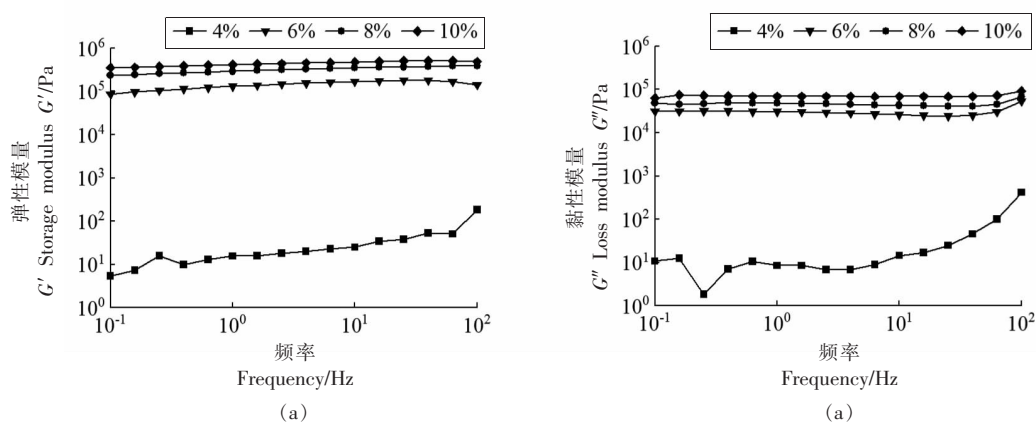 4% 6% 8% 10%
10⁶
10⁵
10⁴
10³
10²
10¹
10⁰
弹性模量
G′ Storage modulus G′/Pa
10⁻¹ 10⁰ 10¹ 10²
频率
Frequency/Hz
(a)
4% 6% 8% 10%
10⁶
10⁵
10⁴
10³
10²
10¹
10⁰
黏性模量
G″ Loss modulus G″/Pa
10⁻¹ 10⁰ 10¹ 10²
频率
Frequency/Hz
(a)